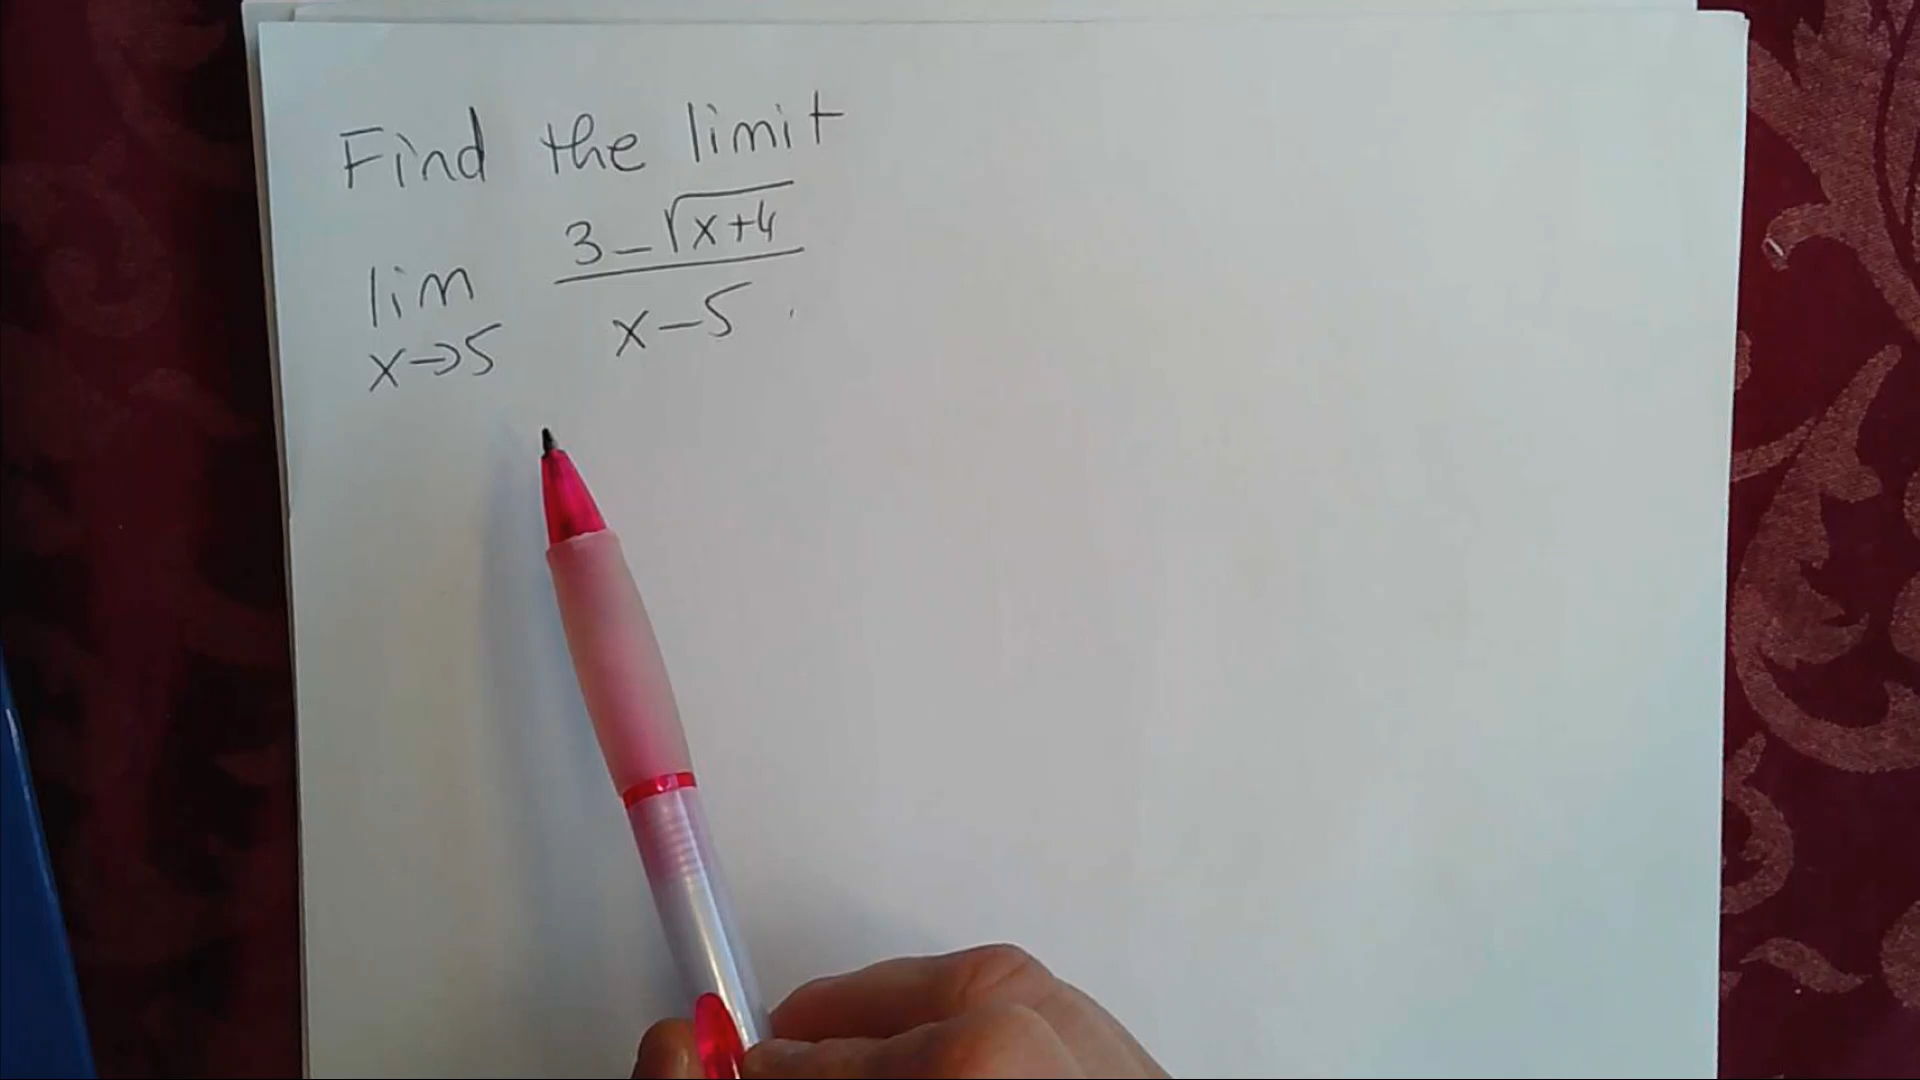 Find the limit
lim 3-√x+4
x→5 x-5.